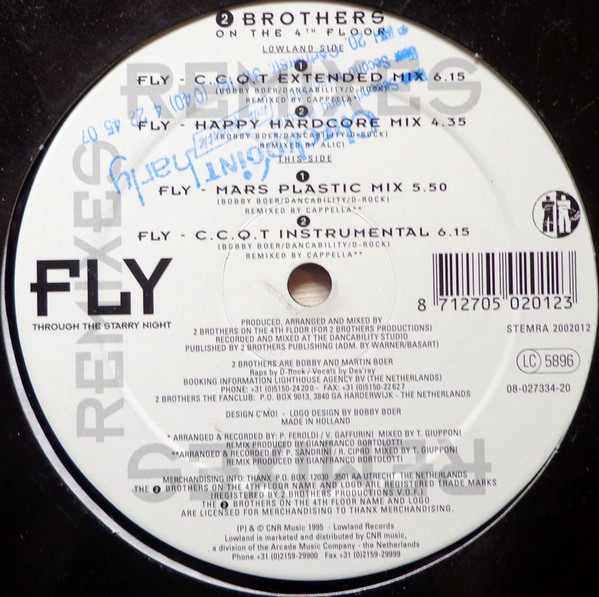 2 BROTHERS
ON THE 4TH FLOOR
LOWLAND SIDE
1
FLY - C.C.Q.T EXTENDED MIX 6.15
(BOBBY BOER/DANCABILITY/D-ROCK)
REMIXED BY CAPPELLA*
2
FLY - HAPPY HARDCORE MIX 4.35
(BOBBY BOER/DANCABILITY/D-ROCK)
REMIXED BY ALICI
THIS SIDE
1
FLY - MARS PLASTIC MIX 5.50
(BOBBY BOER/DANCABILITY/D-ROCK)
REMIXED BY CAPPELLA**
2
FLY - C.C.Q.T INSTRUMENTAL 6.15
(BOBBY BOER/DANCABILITY/D-ROCK)
REMIXED BY CAPPELLA**
REMIXES
REMIXES
REMIXES
FLY
THROUGH THE STARRY NIGHT
8 712705 020123
STEMRA 2002012
LC 5896
08-027334-20
PRODUCED, ARRANGED AND MIXED BY
2 BROTHERS ON THE 4TH FLOOR (FOR 2 BROTHERS PRODUCTIONS)
RECORDED AND MIXED AT THE DANCABILITY STUDIO
PUBLISHED BY 2 BROTHERS PUBLISHING (ADM. BY WARNER/BASART)
2 BROTHERS ARE BOBBY AND MARTIN BOER
Raps by D-Rock / Vocals by Des'ray
BOOKING INFORMATION LIGHTHOUSE AGENCY BV (THE NETHERLANDS)
PHONE: +31 (0)5150-24 200 - FAX: +31 (0)5150-22 627
2 BROTHERS THE FANCLUB: P.O. BOX 9013, 3840 GA HARDERWIJK - THE NETHERLANDS
DESIGN C'MOI - LOGO DESIGN BY BOBBY BOER
MADE IN HOLLAND
* ARRANGED & RECORDED BY: P. FEROLDI / V. GAFFURINI MIXED BY T. GIUPPONI
REMIX PRODUCED BY GIANFRANCO BORTOLOTTI
**ARRANGED & RECORDED BY: P. SANDRINI / R. CIPRO MIXED BY T. GIUPPONI
REMIX PRODUCED BY GIANFRANCO BORTOLOTTI
MERCHANDISING INFO: THANX P.O. BOX 12030 3501 AA UTRECHT THE NETHERLANDS
THE 2 BROTHERS ON THE 4TH FLOOR NAME AND LOGO ARE REGISTERED TRADE MARKS
(REGISTERED BY 2 BROTHERS PRODUCTIONS V.O.F.)
THE 2 BROTHERS ON THE 4TH FLOOR NAME AND LOGO
ARE LICENSED FOR MERCHANDISING TO THANX MERCHANDISING.
(P) & © CNR Music 1995 - Lowland Records
Lowland is marketed and distributed by CNR music,
a division of the Arcade Music Company - the Netherlands
Phone +31 (0)2159-29900 Fax +31 (0)2159-29999